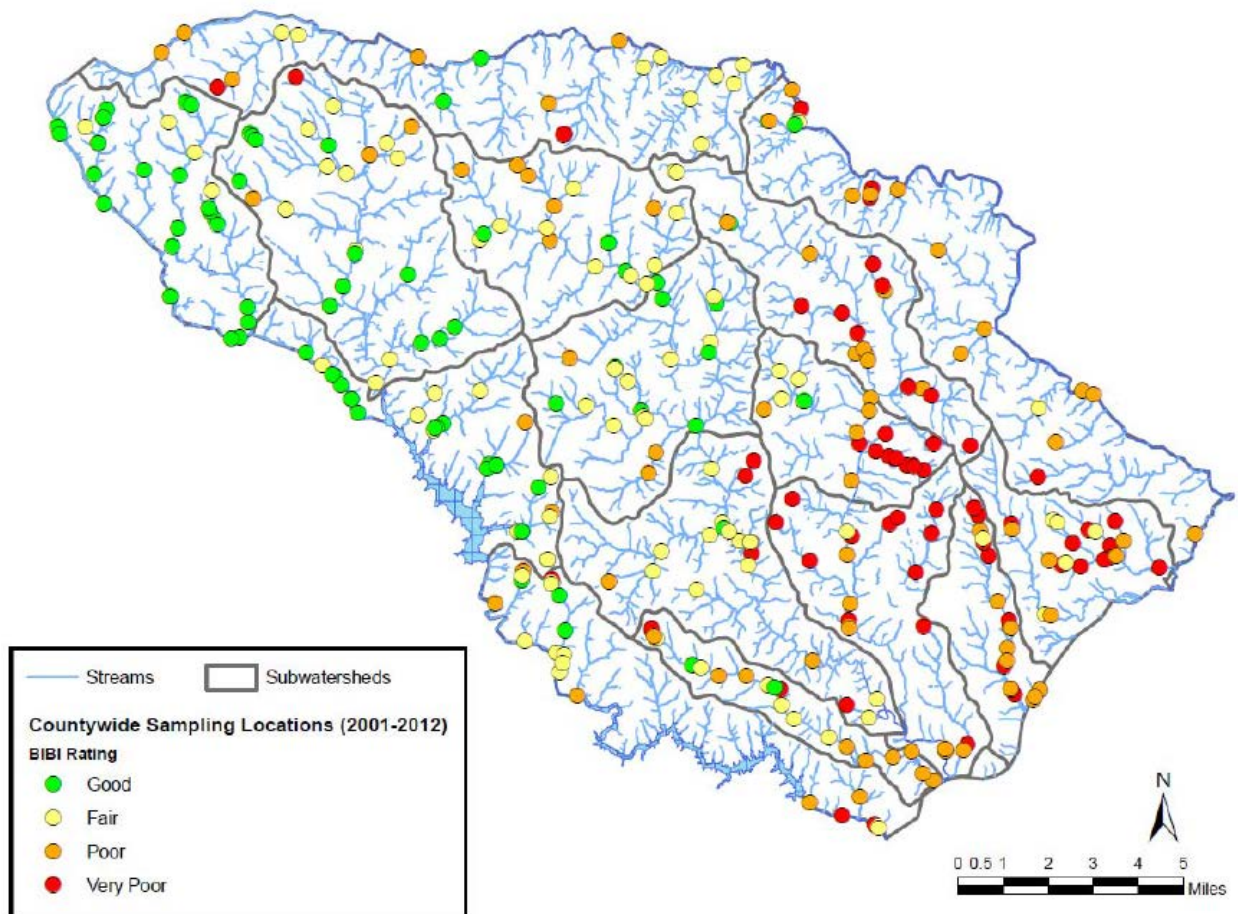 Streams
Subwatersheds
Countywide Sampling Locations (2001-2012)
BIBI Rating
Good
Fair
Poor
Very Poor
N
0 0.5 1 2 3 4 5
Miles